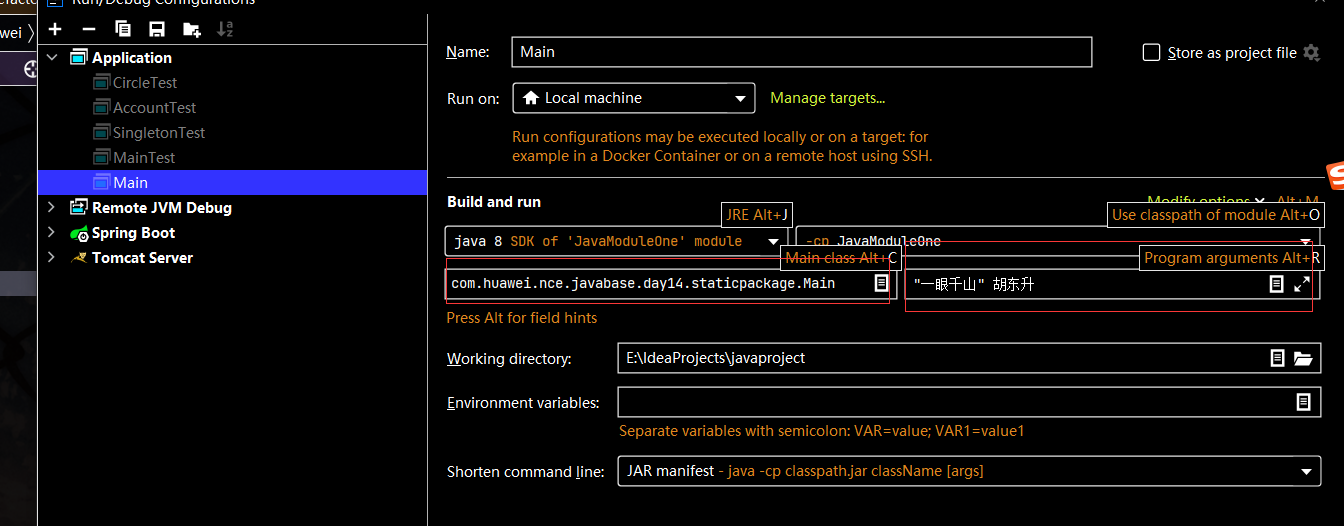 Run/Debug Configurations
wei
Application
CircleTest
AccountTest
SingletonTest
MainTest
Main
Remote JVM Debug
Spring Boot
Tomcat Server
Name: Main
Store as project file
Run on: Local machine
Manage targets...
Run configurations may be executed locally or on a target: for
example in a Docker Container or on a remote host using SSH.
Build and run
Modify options Alt+M
JRE Alt+J
Use classpath of module Alt+O
java 8 SDK of 'JavaModuleOne' module
-cp JavaModuleOne
Main class Alt+C
Program arguments Alt+R
com.huawei.nce.javabase.day14.staticpackage.Main
"一眼千山" 胡东升
Press Alt for field hints
Working directory: E:\IdeaProjects\javaproject
Environment variables:
Separate variables with semicolon: VAR=value; VAR1=value1
Shorten command line: JAR manifest - java -cp classpath.jar className [args]